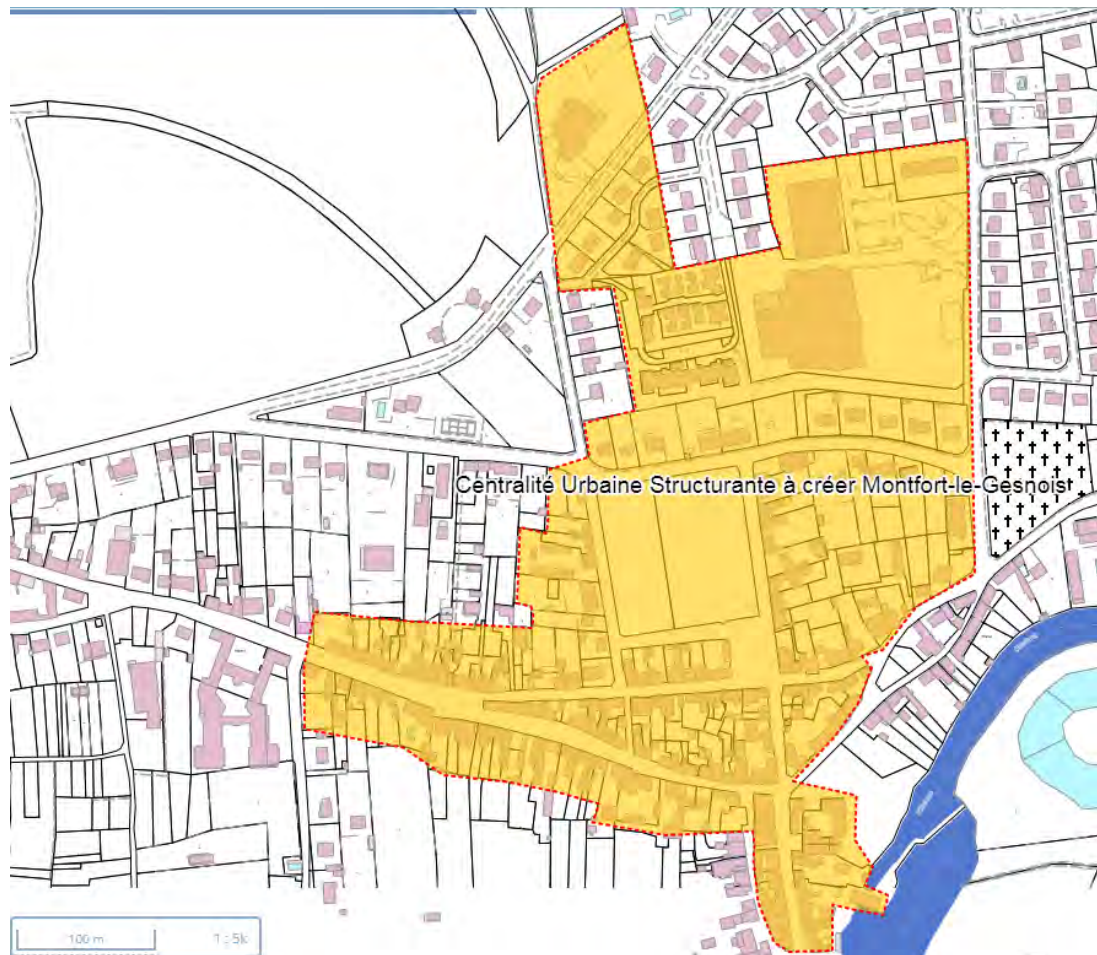 Centralité Urbaine Structurante à créer Montfort-le-Gesnois
100 m
1 : 5k